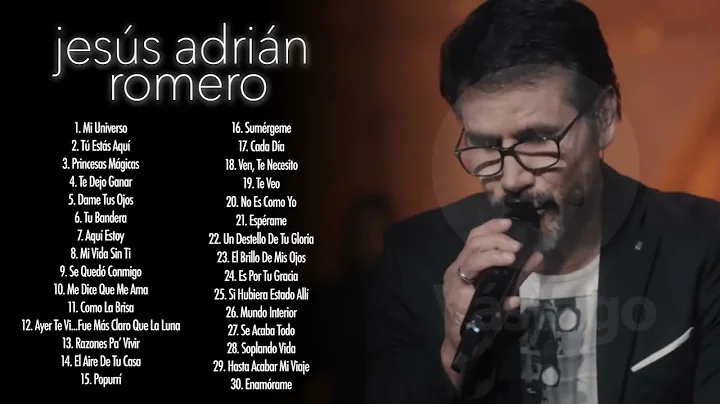 jesús adrián
romero
1. Mi Universo
2. Tú Estás Aquí
3. Princesas Mágicas
4. Te Dejo Ganar
5. Dame Tus Ojos
6. Tu Bandera
7. Aquí Estoy
8. Mi Vida Sin Ti
9. Se Quedó Conmigo
10. Me Dice Que Me Ama
11. Como La Brisa
12. Ayer Te Vi...Fue Más Claro Que La Luna
13. Razones Pa' Vivir
14. El Aire De Tu Casa
15. Popurrí
16. Sumérgeme
17. Cada Día
18. Ven, Te Necesito
19. Te Veo
20. No Es Como Yo
21. Espérame
22. Un Destello De Tu Gloria
23. El Brillo De Mis Ojos
24. Es Por Tu Gracia
25. Si Hubiera Estado Allí
26. Mundo Interior
27. Se Acaba Todo
28. Soplando Vida
29. Hasta Acabar Mi Viaje
30. Enamórame